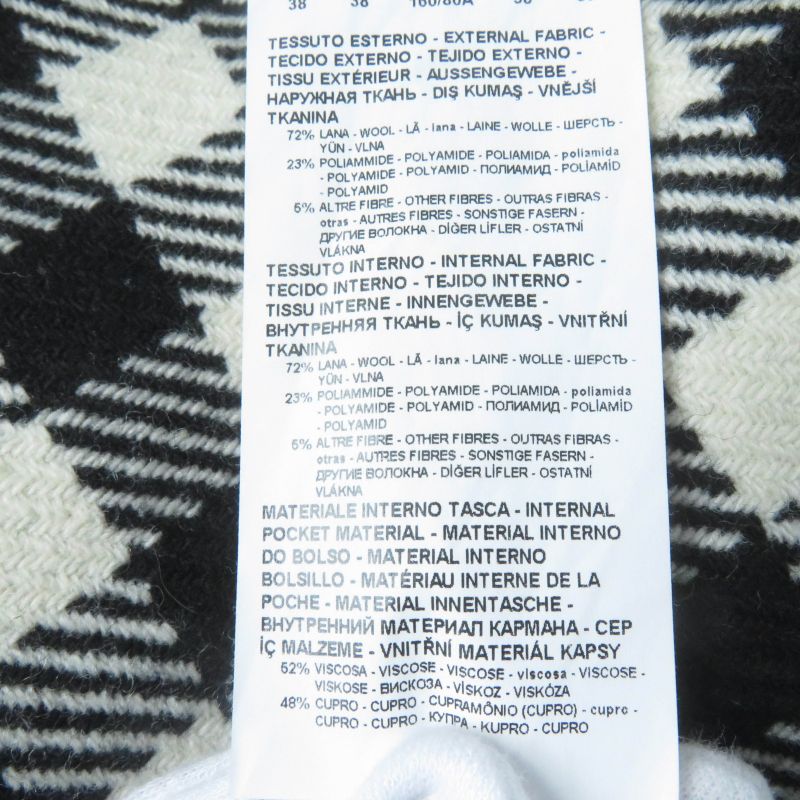 38 38 160/80A
TESSUTO ESTERNO - EXTERNAL FABRIC -
TECIDO EXTERNO - TEJIDO EXTERNO -
TISSU EXTÉRIEUR - AUSSENGEWEBE -
НАРУЖНАЯ ТКАНЬ - DIŞ KUMAŞ - VNĚJŠÍ
TKANINA
72% LANA - WOOL - LÃ - lana - LAINE - WOLLE - ШЕРСТЬ -
YÜN - VLNA
23% POLIAMMIDE - POLYAMIDE - POLIAMIDA - poliamida
- POLYAMIDE - POLYAMID - ПОЛИАМИД - POLİAMİD
- POLYAMID
5% ALTRE FIBRE - OTHER FIBRES - OUTRAS FIBRAS -
otras - AUTRES FIBRES - SONSTIGE FASERN -
ДРУГИЕ ВОЛОКНА - DİĞER LİFLER - OSTATNÍ
VLÁKNA
TESSUTO INTERNO - INTERNAL FABRIC -
TECIDO INTERNO - TEJIDO INTERNO -
TISSU INTERNE - INNENGEWEBE -
ВНУТРЕННЯЯ ТКАНЬ - İÇ KUMAŞ - VNITŘNÍ
TKANINA
72% LANA - WOOL - LÃ - lana - LAINE - WOLLE - ШЕРСТЬ -
YÜN - VLNA
23% POLIAMMIDE - POLYAMIDE - POLIAMIDA - poliamida
- POLYAMIDE - POLYAMID - ПОЛИАМИД - POLİAMİD
- POLYAMID
5% ALTRE FIBRE - OTHER FIBRES - OUTRAS FIBRAS -
otras - AUTRES FIBRES - SONSTIGE FASERN -
ДРУГИЕ ВОЛОКНА - DİĞER LİFLER - OSTATNÍ
VLÁKNA
MATERIALE INTERNO TASCA - INTERNAL
POCKET MATERIAL - MATERIAL INTERNO
DO BOLSO - MATERIAL INTERNO
BOLSILLO - MATÉRIAU INTERNE DE LA
POCHE - MATERIAL INNENTASCHE -
ВНУТРЕННИЙ МАТЕРИАЛ КАРМАНА - CEP
İÇ MALZEME - VNITŘNÍ MATERIÁL KAPSY
52% VISCOSA - VISCOSE - VISCOSE - viscosa - VISCOSE -
VISKOSE - ВИСКОЗА - VİSKOZ - VISKÓZA
48% CUPRO - CUPRO - CUPRAMÔNIO (CUPRO) - cupro -
CUPRO - CUPRO - КУПРА - KUPRO - CUPRO